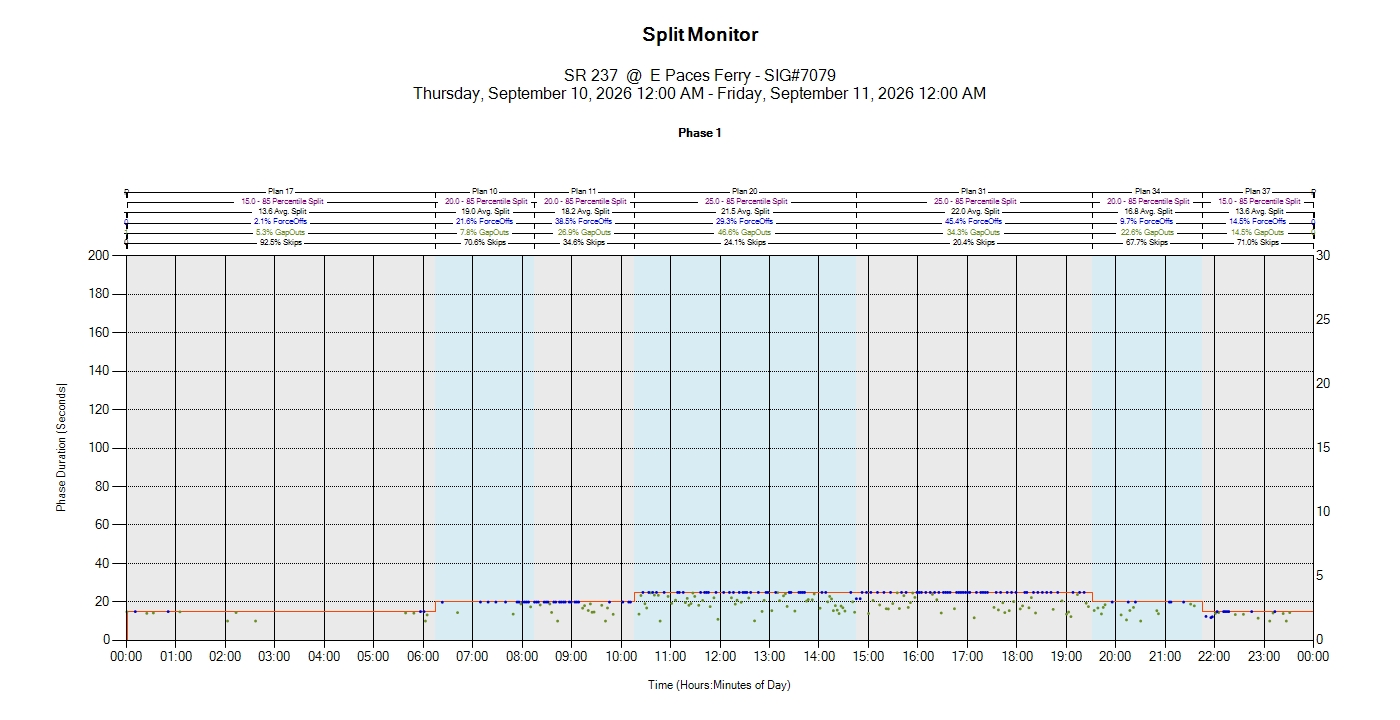 Split Monitor
SR 237 @ E Paces Ferry - SIG#7079
Thursday, September 10, 2026 12:00 AM - Friday, September 11, 2026 12:00 AM
Phase 1
Plan 17 Plan 10 Plan 11 Plan 20 Plan 31 Plan 34 Plan 37
15.0 - 85 Percentile Split 20.0 - 85 Percentile Split 20.0 - 85 Percentile Split 25.0 - 85 Percentile Split 25.0 - 85 Percentile Split 20.0 - 85 Percentile Split 15.0 - 85 Percentile Split
13.6 Avg. Split 19.0 Avg. Split 18.2 Avg. Split 21.5 Avg. Split 22.0 Avg. Split 16.8 Avg. Split 13.6 Avg. Split
2.1% ForceOffs 21.6% ForceOffs 38.5% ForceOffs 29.3% ForceOffs 45.4% ForceOffs 9.7% ForceOffs 14.5% ForceOffs
5.3% GapOuts 7.8% GapOuts 26.9% GapOuts 46.6% GapOuts 34.3% GapOuts 22.6% GapOuts 14.5% GapOuts
92.5% Skips 70.6% Skips 34.6% Skips 24.1% Skips 20.4% Skips 67.7% Skips 71.0% Skips
200 30
180
25
160
140
20
120
100 15
80
10
60
40
5
20
0 0
Phase Duration (Seconds)
00:00 01:00 02:00 03:00 04:00 05:00 06:00 07:00 08:00 09:00 10:00 11:00 12:00 13:00 14:00 15:00 16:00 17:00 18:00 19:00 20:00 21:00 22:00 23:00 00:00
Time (Hours:Minutes of Day)